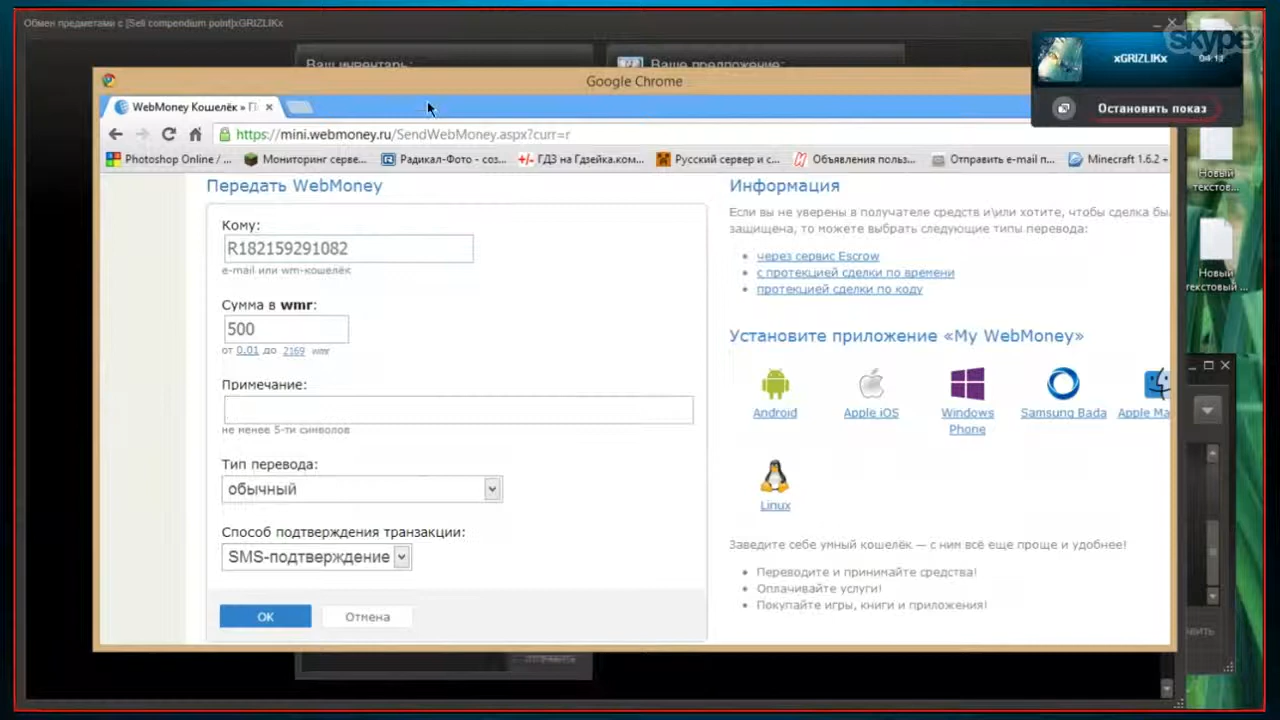 Обмен предметами с [Sell compendium point]xGRIZLIKx
Ваш инвентарь:
Ваше предложение:
skype
xGRIZLIKx
04:13
Остановить показ
Google Chrome
WebMoney Кошелёк » П
https://mini.webmoney.ru/SendWebMoney.aspx?curr=r
Photoshop Online / ...
Мониторинг серве...
Радикал-Фото - соз...
ГДЗ на Гдзейка.ком...
Русский сервер и с...
Объявления польз...
Отправить e-mail п...
Minecraft 1.6.2 -
Новый
текстов...
Новый
текстовый ...
Передать WebMoney
Кому:
R182159291082
e-mail или wm-кошелёк
Сумма в wmr:
500
от 0.01 до 2169 wmr
Примечание:
не менее 5-ти символов
Тип перевода:
обычный
Способ подтверждения транзакции:
SMS-подтверждение
ОК
Отмена
Информация
Если вы не уверены в получателе средств и\или хотите, чтобы сделка бы
защищена, то можете выбрать следующие типы перевода:
через сервис Escrow
с протекцией сделки по времени
протекцией сделки по коду
Установите приложение «My WebMoney»
Android
Apple iOS
Windows
Phone
Samsung Bada
Apple Ma
Linux
Заведите себе умный кошелёк — с ним всё еще проще и удобнее!
Переводите и принимайте средства!
Оплачивайте услуги!
Покупайте игры, книги и приложения!